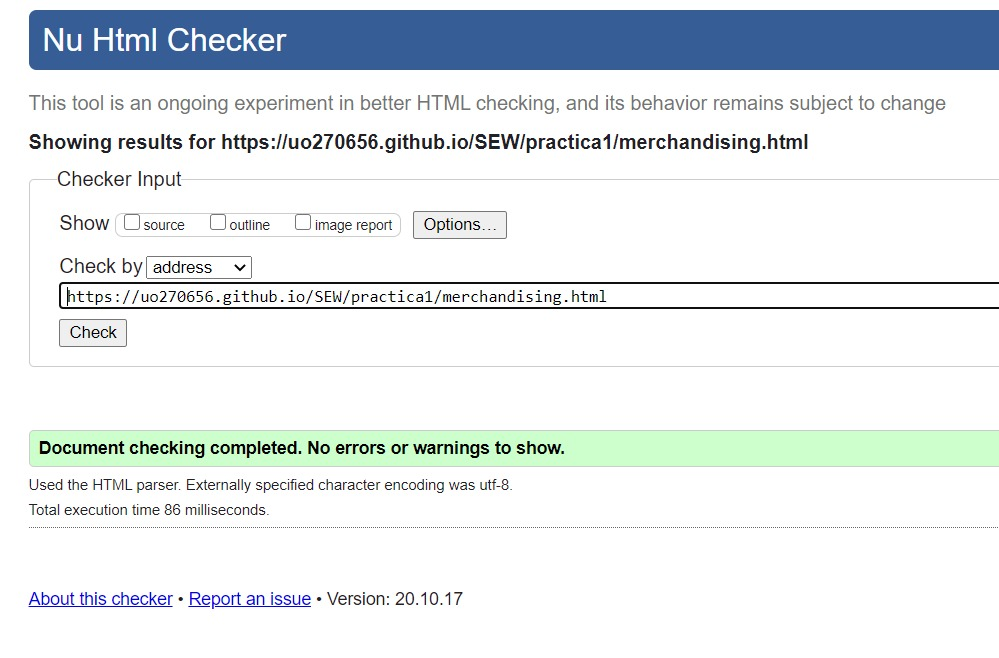 Nu Html Checker
This tool is an ongoing experiment in better HTML checking, and its behavior remains subject to change
Showing results for https://uo270656.github.io/SEW/practica1/merchandising.html
Checker Input
Show source outline image report Options...
Check by address
https://uo270656.github.io/SEW/practica1/merchandising.html
Check
Document checking completed. No errors or warnings to show.
Used the HTML parser. Externally specified character encoding was utf-8.
Total execution time 86 milliseconds.
About this checker • Report an issue • Version: 20.10.17